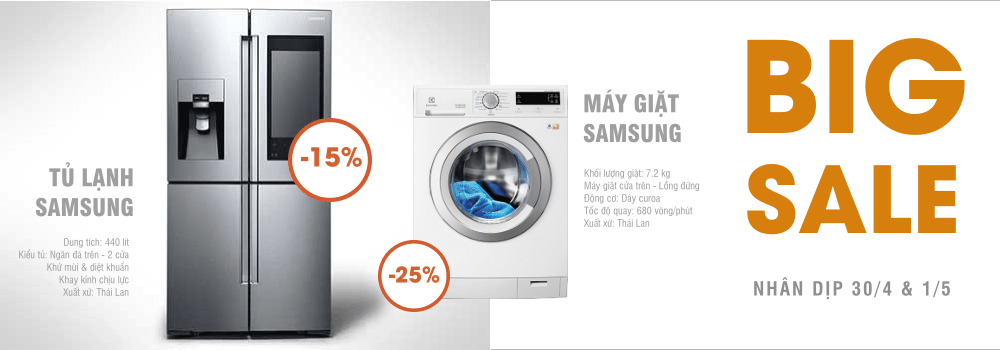 TỦ LẠNH
SAMSUNG
Dung tích: 440 lít
Kiểu tủ: Ngăn đá trên - 2 cửa
Khử mùi & diệt khuẩn
Khay kính chịu lực
Xuất xứ: Thái Lan
-15%
-25%
Electrolux
MÁY GIẶT
SAMSUNG
Khối lượng giặt: 7.2 kg
Máy giặt cửa trên - Lồng đứng
Động cơ: Dây curoa
Tốc độ quay: 680 vòng/phút
Xuất xứ: Thái Lan
BIG
SALE
NHÂN DỊP 30/4 & 1/5